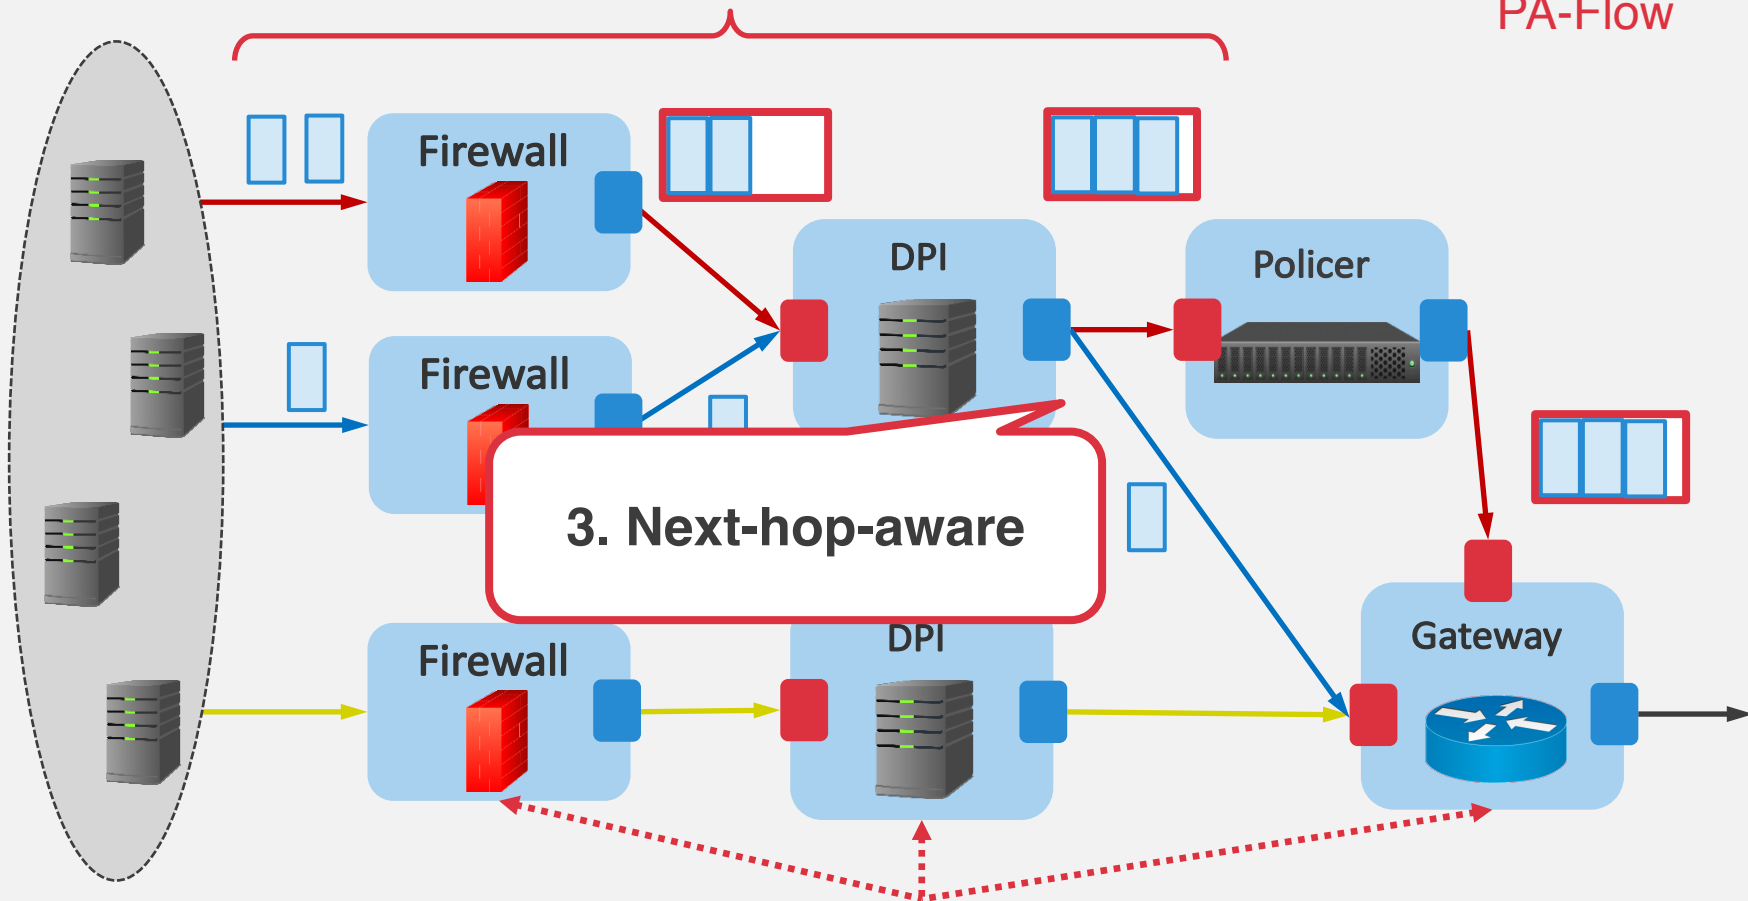 PA-Flow
Firewall
DPI
Policer
Firewall
3. Next-hop-aware
Firewall
DPI
Gateway